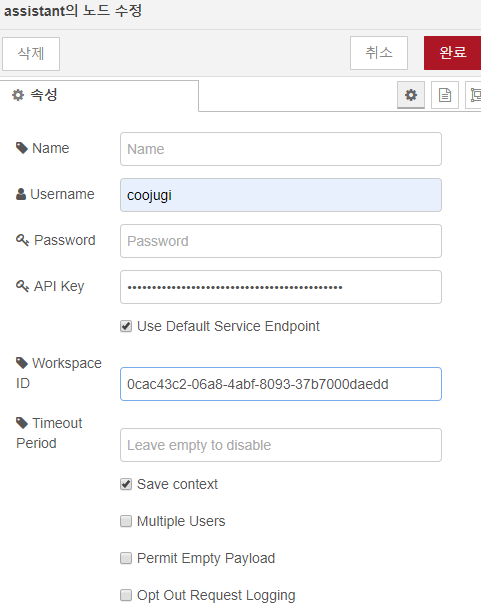 assistant의 노드 수정
삭제
취소
완료
속성
Name
Name
Username
coojugi
Password
Password
API Key
••••••••••••••••••••••••••••••••••••••••••••
Use Default Service Endpoint
Workspace
ID
0cac43c2-06a8-4abf-8093-37b7000daedd
Timeout
Period
Leave empty to disable
Save context
Multiple Users
Permit Empty Payload
Opt Out Request Logging